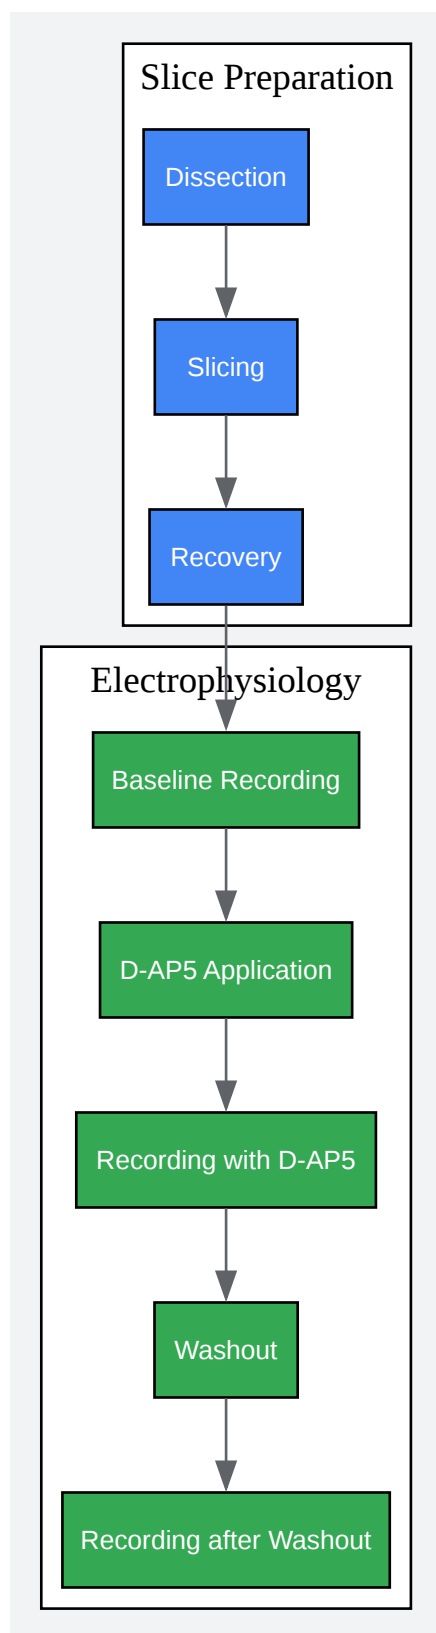 Slice Preparation
Dissection
Slicing
Recovery
Electrophysiology
Baseline Recording
D-AP5 Application
Recording with D-AP5
Washout
Recording after Washout